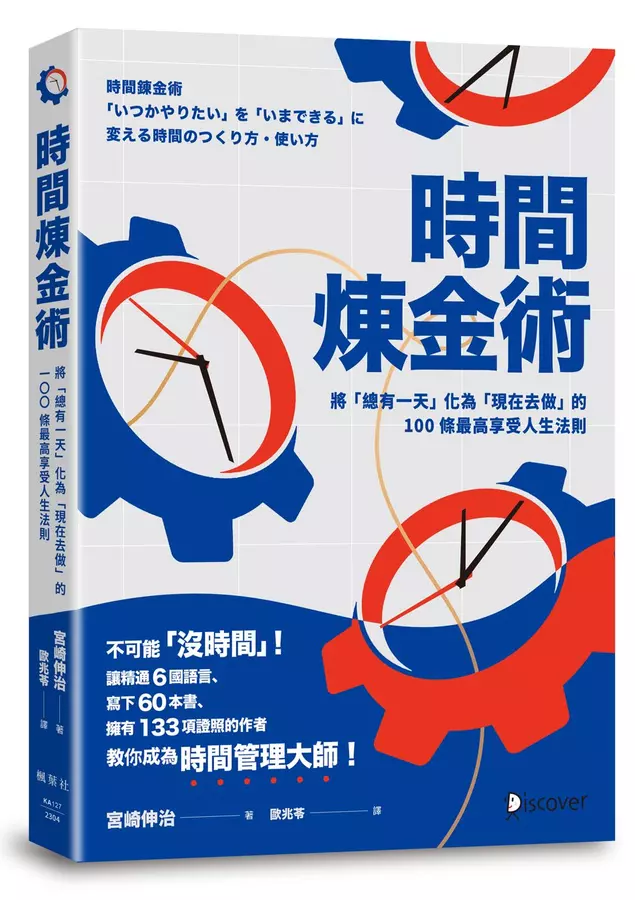 時間煉金術
將「總有一天」化為「現在去做」的
一〇〇條最高享受人生法則
宮崎伸治
著
歐兆苓
譯
楓葉社
KA127
2304
時間鍊金術
「いつかやりたい」を「いまできる」に
変える時間のつくり方・使い方
時間
煉金術
將「總有一天」化為「現在去做」的
100 條最高享受人生法則
不可能「沒時間」！
讓精通6國語言、
寫下60本書、
擁有133項證照的作者
教你成為時間管理大師！
宮崎伸治 著 歐兆苓 譯
Discover